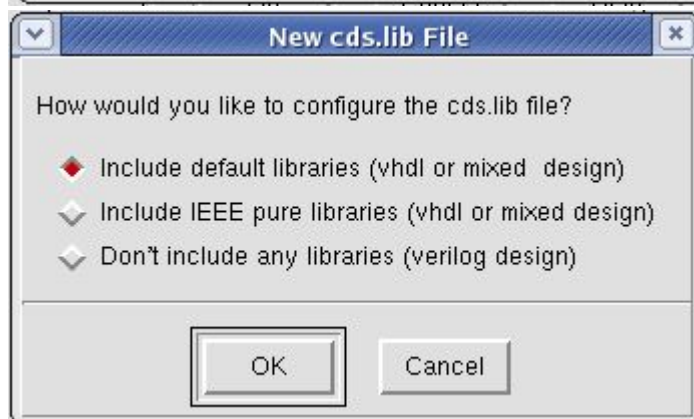 New cds.lib File
How would you like to configure the cds.lib file?
Include default libraries (vhdl or mixed design)
Include IEEE pure libraries (vhdl or mixed design)
Don't include any libraries (verilog design)
OK
Cancel